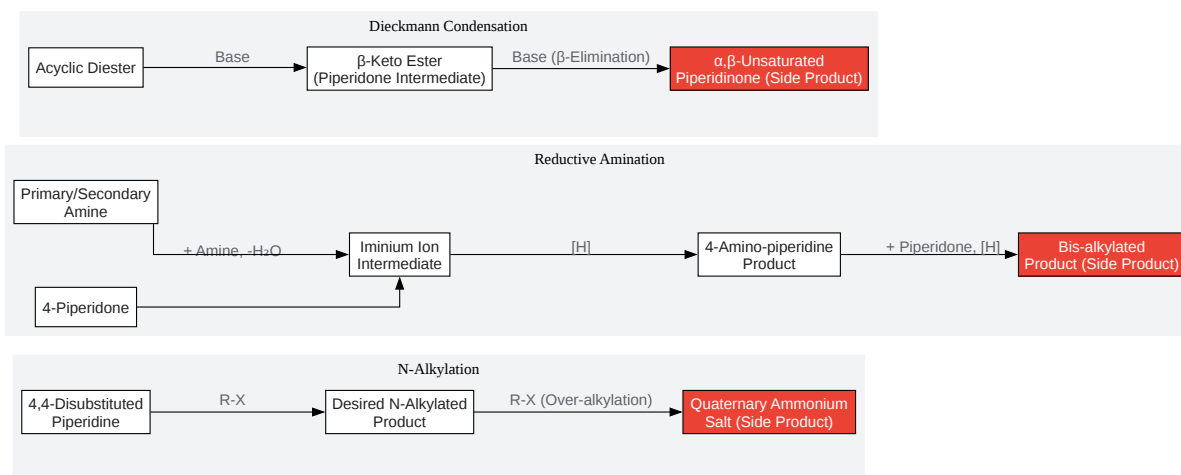 Dieckmann Condensation
Acyclic Diester
Base
β-Keto Ester
(Piperidone Intermediate)
Base (β-Elimination)
α,β-Unsaturated
Piperidinone (Side Product)
Reductive Amination
Primary/Secondary
Amine
+ Amine, -H₂O
Iminium Ion
Intermediate
[H]
4-Amino-piperidine
Product
+ Piperidone, [H]
Bis-alkylated
Product (Side Product)
4-Piperidone
N-Alkylation
4,4-Disubstituted
Piperidine
R-X
Desired N-Alkylated
Product
R-X (Over-alkylation)
Quaternary Ammonium
Salt (Side Product)